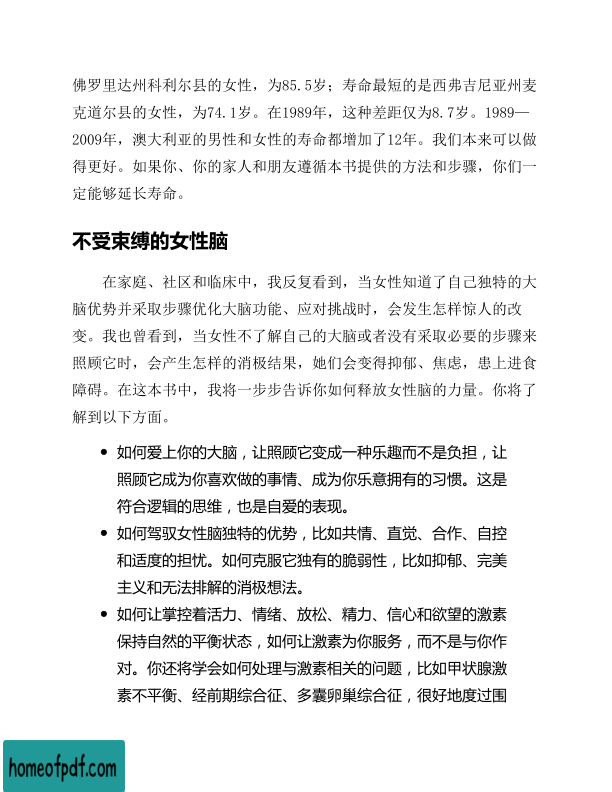 佛罗里达州科利尔县的女性，为85.5岁；寿命最短的是西弗吉尼亚州麦
克道尔县的女性，为74.1岁。在1989年，这种差距仅为8.7岁。1989—
2009年，澳大利亚的男性和女性的寿命都增加了12年。我们本来可以做
得更好。如果你、你的家人和朋友遵循本书提供的方法和步骤，你们一
定能够延长寿命。
不受束缚的女性脑
在家庭、社区和临床中，我反复看到，当女性知道了自己独特的大
脑优势并采取步骤优化大脑功能、应对挑战时，会发生怎样惊人的改
变。我也曾看到，当女性不了解自己的大脑或者没有采取必要的步骤来
照顾它时，会产生怎样的消极结果，她们会变得抑郁、焦虑，患上进食
障碍。在这本书中，我将一步步告诉你如何释放女性脑的力量。你将了
解到以下方面。
• 如何爱上你的大脑，让照顾它变成一种乐趣而不是负担，让
照顾它成为你喜欢做的事情、成为你乐意拥有的习惯。这是
符合逻辑的思维，也是自爱的表现。
• 如何驾驭女性脑独特的优势，比如共情、直觉、合作、自控
和适度的担忧。如何克服它独有的脆弱性，比如抑郁、完美
主义和无法排解的消极想法。
• 如何让掌控着活力、情绪、放松、精力、信心和欲望的激素
保持自然的平衡状态，如何让激素为你服务，而不是与你作
对。你还将学会如何处理与激素相关的问题，比如甲状腺激
素不平衡、经前期综合征、多囊卵巢综合征，很好地度过围
homeofpdf.com